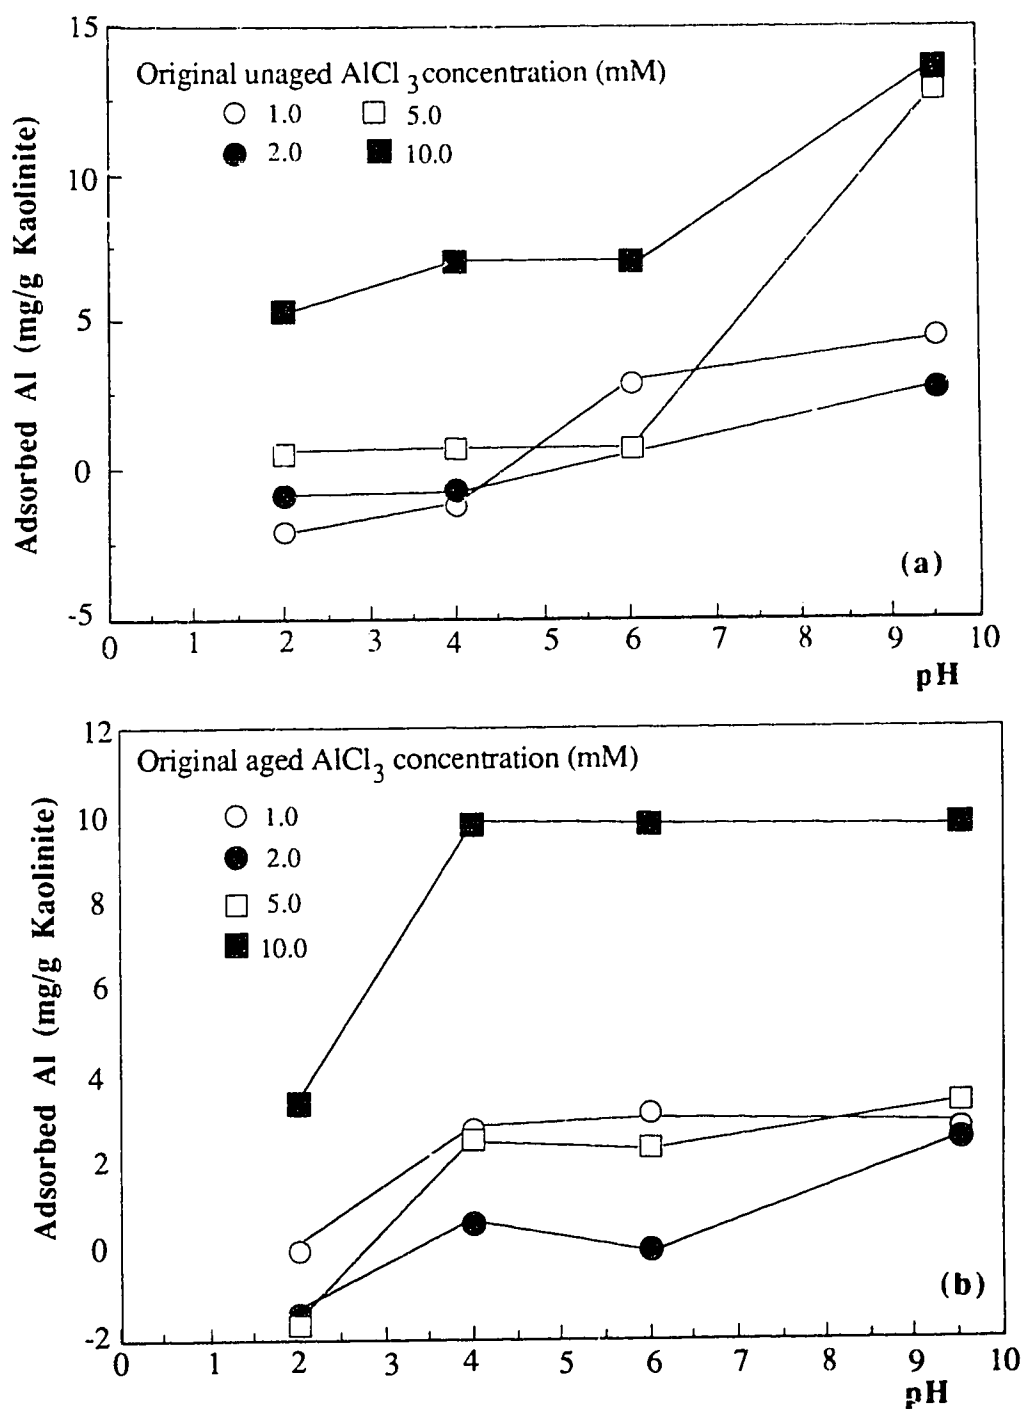 15
Original unaged AlCl3 concentration (mM)
1.0
5.0
2.0
10.0
10
5
0
-5
Adsorbed Al (mg/g Kaolinite)
(a)
0 1 2 3 4 5 6 7 8 9 10
pH
12
Original aged AlCl3 concentration (mM)
1.0
2.0
5.0
10.0
10
8
6
4
2
0
-2
Adsorbed Al (mg/g Kaolinite)
(b)
0 1 2 3 4 5 6 7 8 9 10
pH